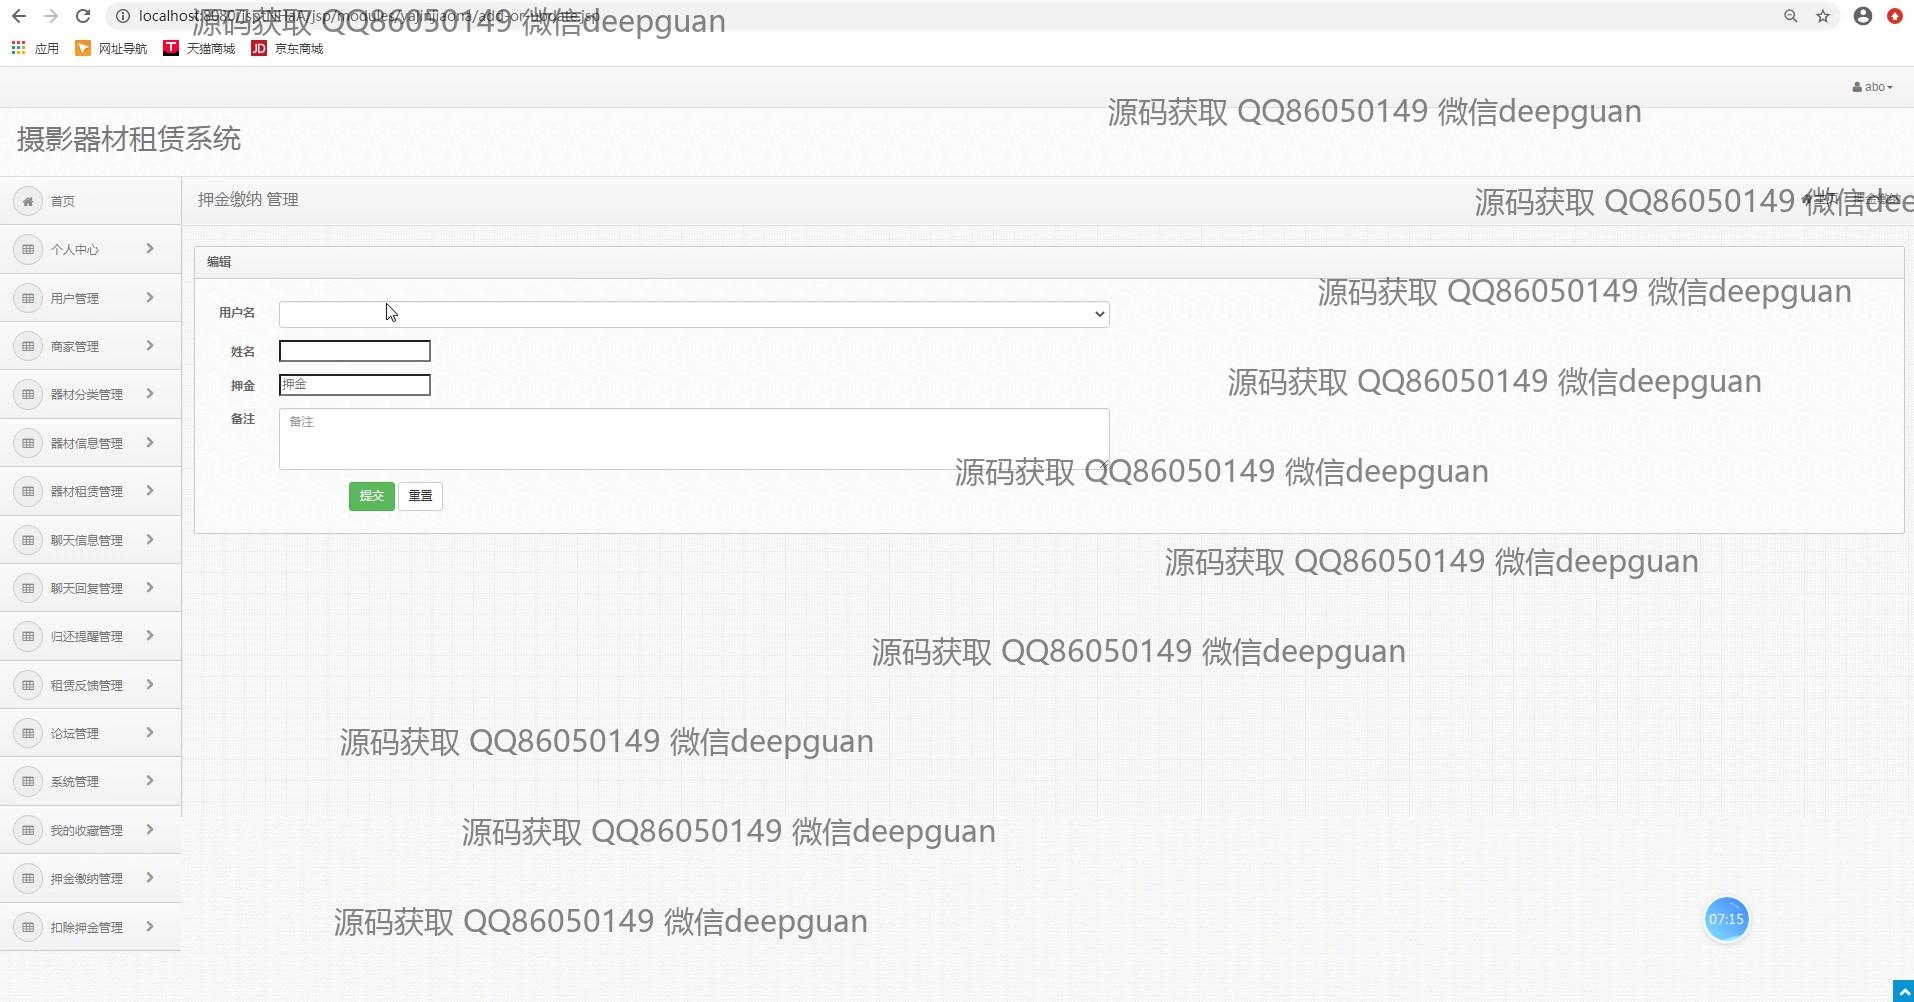 源码获取 QQ86050149 微信deepguan
应用 网址导航 天猫商城 京东商城
abo
源码获取 QQ86050149 微信deepguan
摄影器材租赁系统
押金缴纳 管理
源码获取 QQ86050149 微信dee
首页
个人中心
用户管理
商家管理
器材分类管理
器材信息管理
器材租赁管理
聊天信息管理
聊天回复管理
归还提醒管理
租赁反馈管理
论坛管理
系统管理
我的收藏管理
押金缴纳管理
扣除押金管理
编辑
源码获取 QQ86050149 微信deepguan
用户名
姓名
押金 押金
源码获取 QQ86050149 微信deepguan
备注 备注
源码获取 QQ86050149 微信deepguan
提交 重置
源码获取 QQ86050149 微信deepguan
源码获取 QQ86050149 微信deepguan
源码获取 QQ86050149 微信deepguan
源码获取 QQ86050149 微信deepguan
源码获取 QQ86050149 微信deepguan
07:15